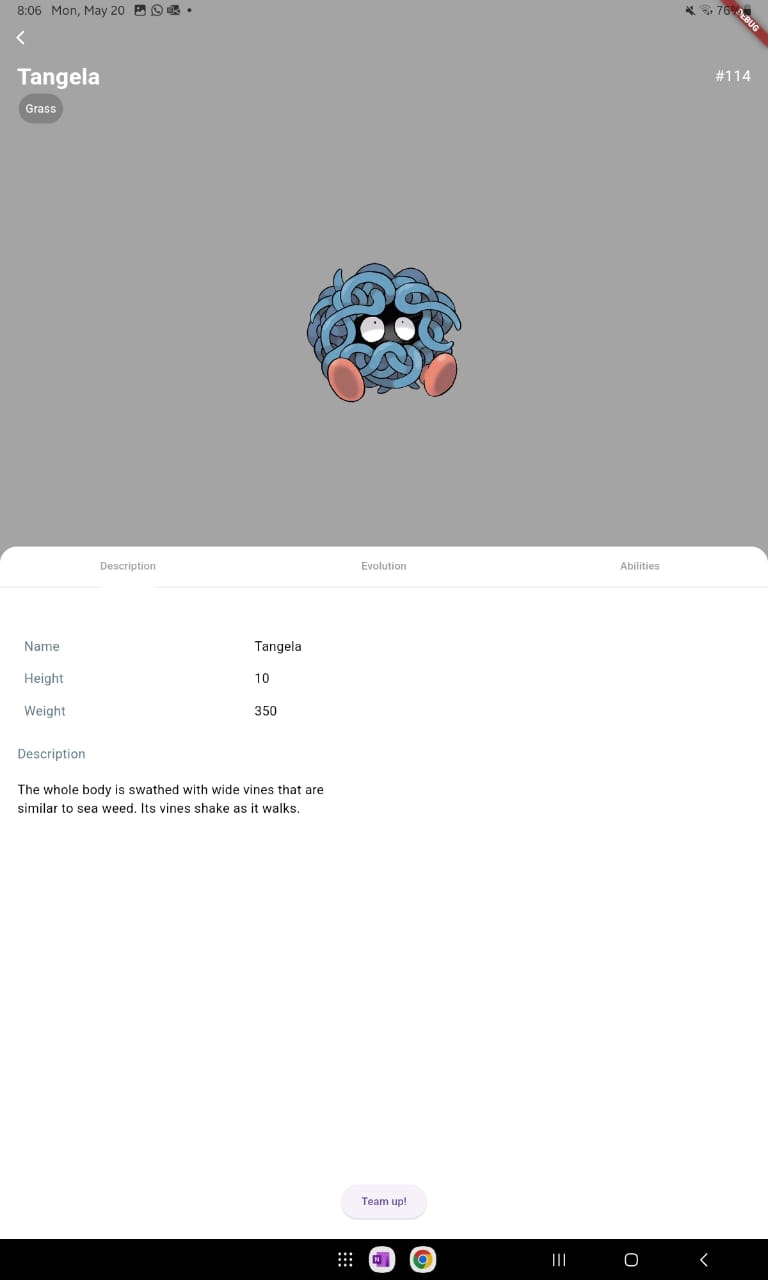 8:06 Mon, May 20
76%
DEBUG
Tangela
#114
Grass
Description Evolution Abilities
Name Tangela
Height 10
Weight 350
Description
The whole body is swathed with wide vines that are
similar to sea weed. Its vines shake as it walks.
Team up!
N